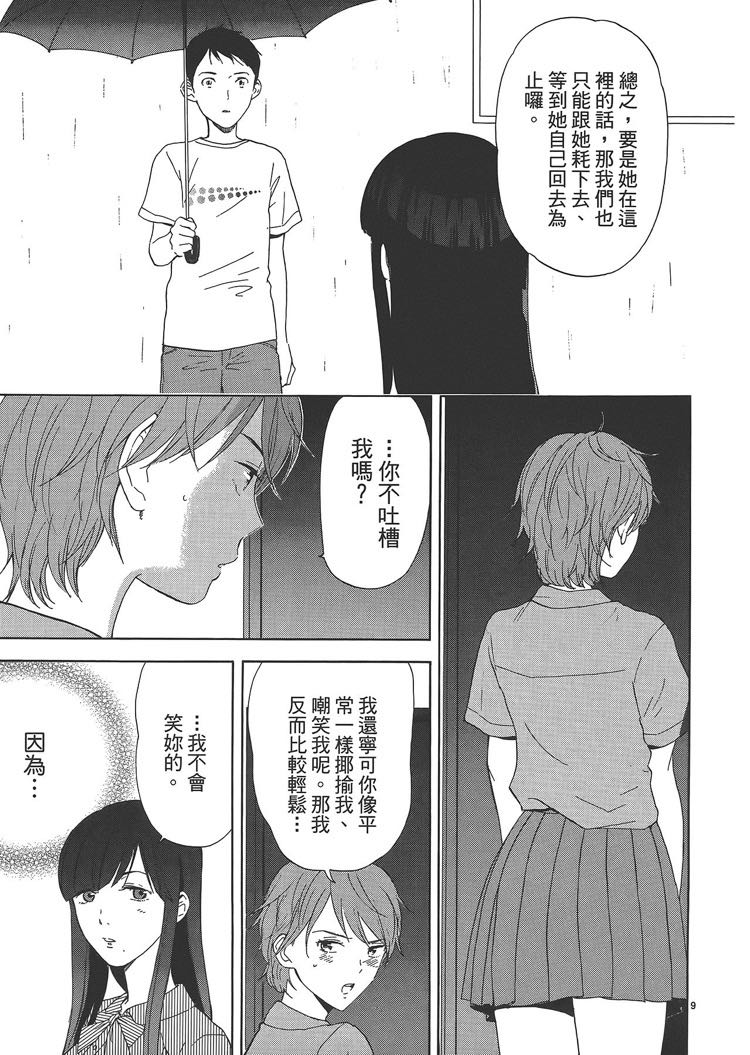 總之，要是她在這
裡的話，那我們也
只能跟她耗下去、
等到她自己回去為
止囉。
…你不吐槽
我嗎？
我還寧可你像平
常一樣揶揄我、
嘲笑我呢。那我
反而比較輕鬆…
…我不會
笑妳的。
因為…
9